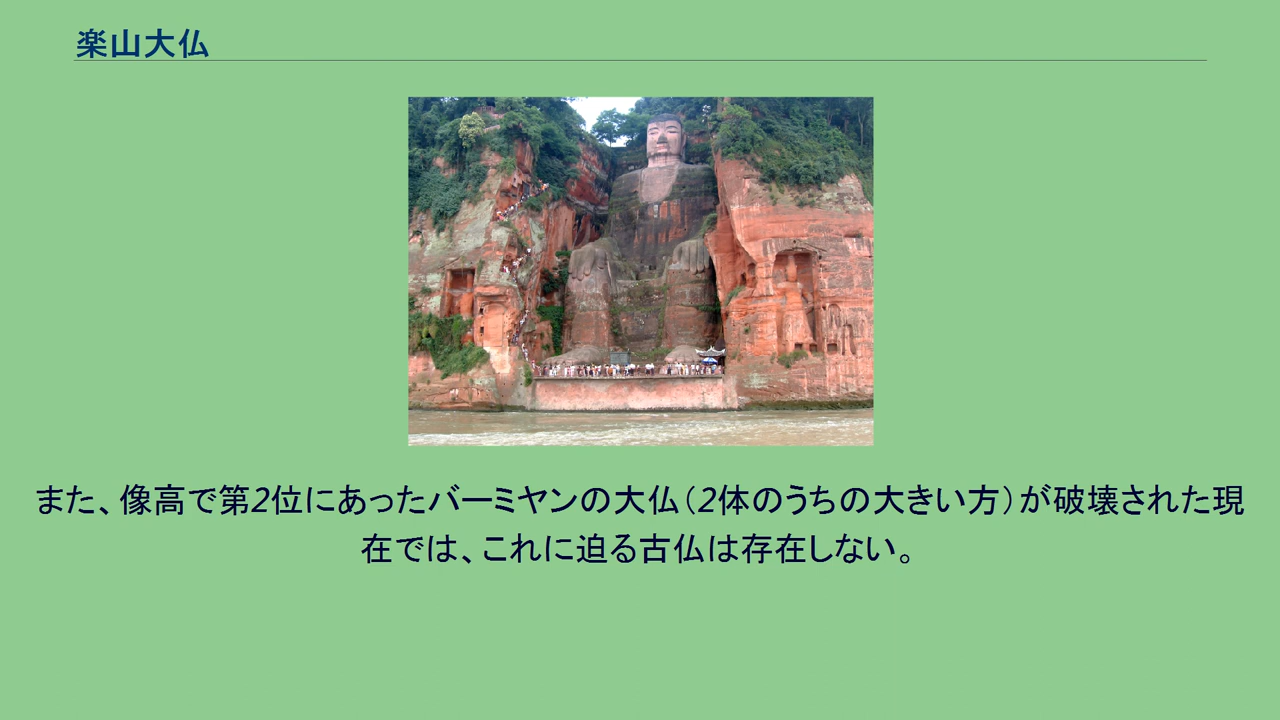 楽山大仏
また、像高で第2位にあったバーミヤンの大仏（2体のうちの大きい方）が破壊された現
在では、これに迫る古仏は存在しない。